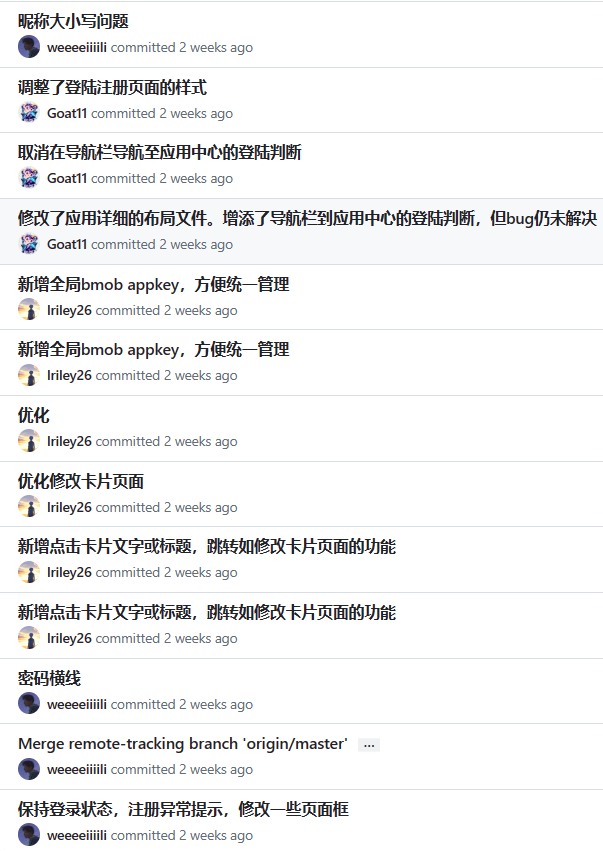 昵称大小写问题
weeeeiiiili committed 2 weeks ago
调整了登陆注册页面的样式
Goat11 committed 2 weeks ago
取消在导航栏导航至应用中心的登陆判断
Goat11 committed 2 weeks ago
修改了应用详细的布局文件。增添了导航栏到应用中心的登陆判断，但bug仍未解决
Goat11 committed 2 weeks ago
新增全局bmob appkey，方便统一管理
lriley26 committed 2 weeks ago
新增全局bmob appkey，方便统一管理
lriley26 committed 2 weeks ago
优化
lriley26 committed 2 weeks ago
优化修改卡片页面
lriley26 committed 2 weeks ago
新增点击卡片文字或标题，跳转如修改卡片页面的功能
lriley26 committed 2 weeks ago
新增点击卡片文字或标题，跳转如修改卡片页面的功能
lriley26 committed 2 weeks ago
密码横线
weeeeiiiili committed 2 weeks ago
Merge remote-tracking branch 'origin/master' ...
weeeeiiiili committed 2 weeks ago
保持登录状态，注册异常提示，修改一些页面框
weeeeiiiili committed 2 weeks ago